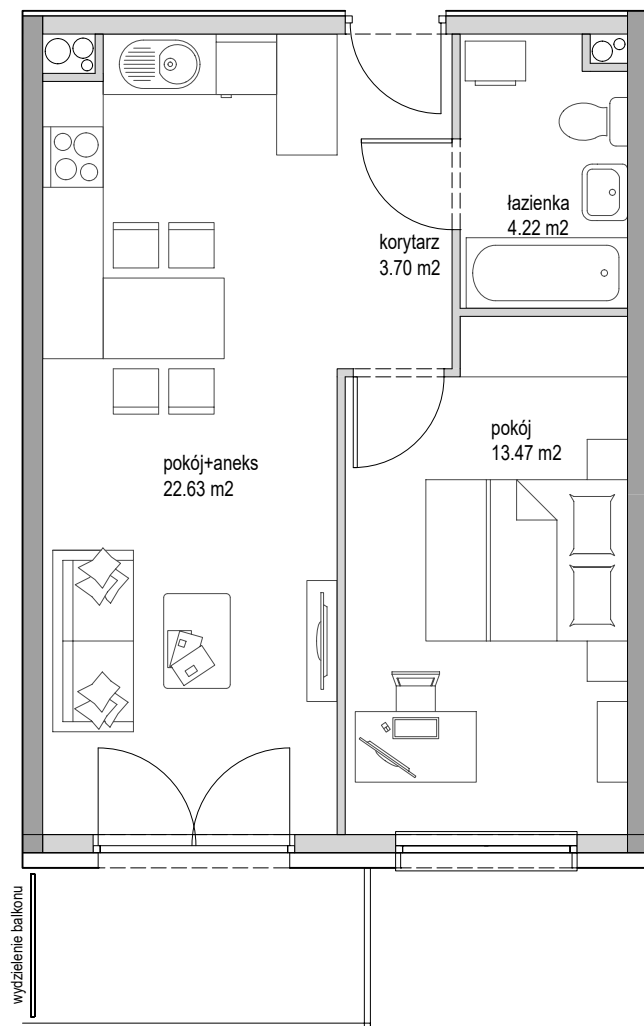 łazienka
4.22 m2
korytarz
3.70 m2
pokój
13.47 m2
pokój+aneks
22.63 m2
wydzielenie balkonu